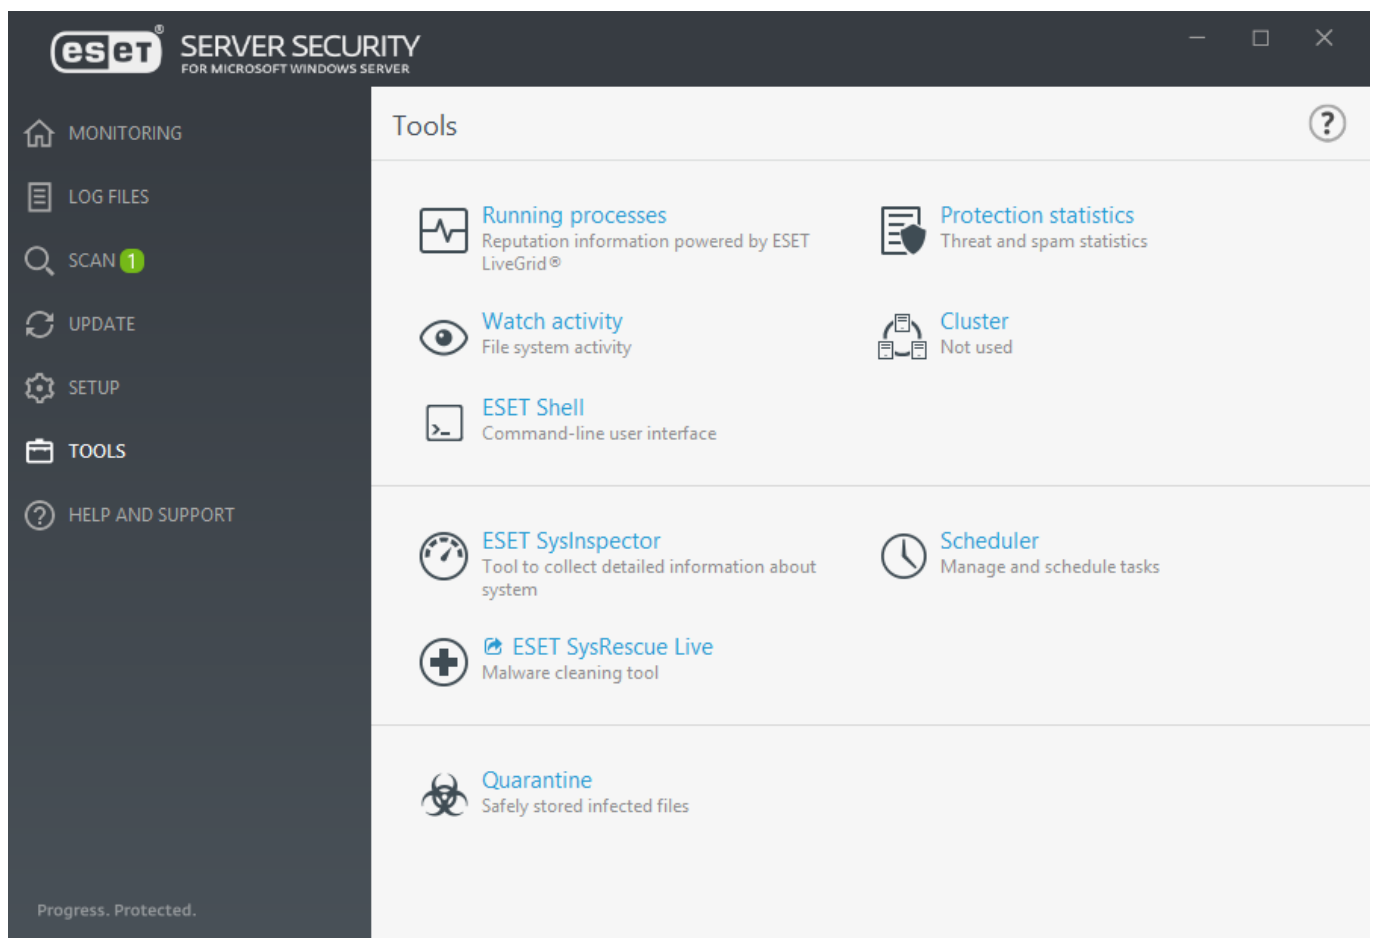 eset® SERVER SECURITY
FOR MICROSOFT WINDOWS SERVER
MONITORING
LOG FILES
SCAN 1
UPDATE
SETUP
TOOLS
HELP AND SUPPORT
Progress. Protected.
Tools
?
Running processes
Reputation information powered by ESET
LiveGrid®
Protection statistics
Threat and spam statistics
Watch activity
File system activity
Cluster
Not used
ESET Shell
Command-line user interface
ESET SysInspector
Tool to collect detailed information about
system
Scheduler
Manage and schedule tasks
ESET SysRescue Live
Malware cleaning tool
Quarantine
Safely stored infected files